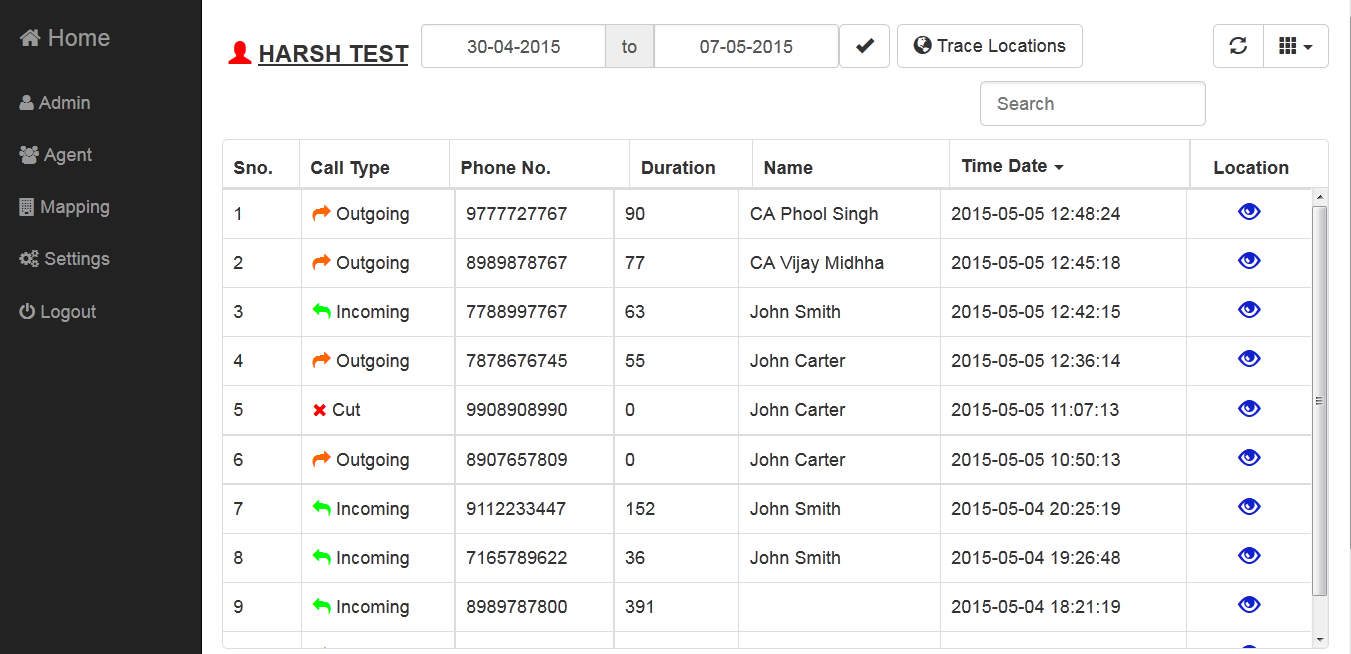 Home
Admin
Agent
Mapping
Settings
Logout
HARSH TEST 30-04-2015 to 07-05-2015 Trace Locations
Search
Sno. Call Type Phone No. Duration Name Time Date Location
1 Outgoing 9777727767 90 CA Phool Singh 2015-05-05 12:48:24
2 Outgoing 8989878767 77 CA Vijay Midhha 2015-05-05 12:45:18
3 Incoming 7788997767 63 John Smith 2015-05-05 12:42:15
4 Outgoing 7878676745 55 John Carter 2015-05-05 12:36:14
5 Cut 9908908990 0 John Carter 2015-05-05 11:07:13
6 Outgoing 8907657809 0 John Carter 2015-05-05 10:50:13
7 Incoming 9112233447 152 John Smith 2015-05-04 20:25:19
8 Incoming 7165789622 36 John Smith 2015-05-04 19:26:48
9 Incoming 8989787800 391 2015-05-04 18:21:19